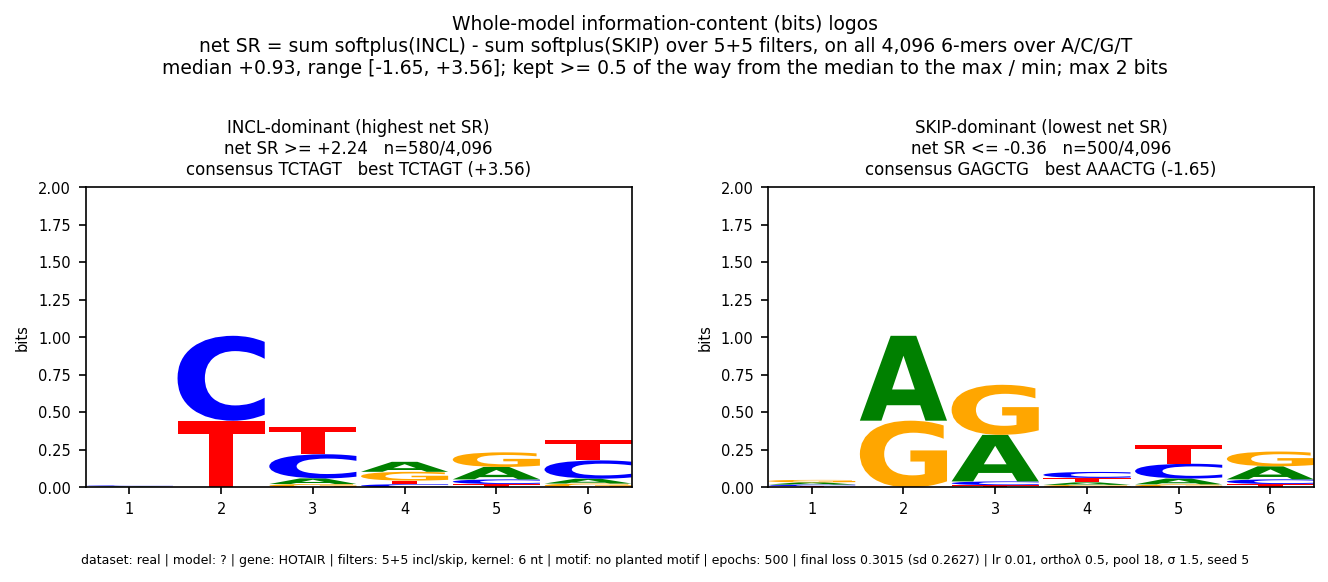 Whole-model information-content (bits) logos
net SR = sum softplus(INCL) - sum softplus(SKIP) over 5+5 filters, on all 4,096 6-mers over A/C/G/T
median +0.93, range [-1.65, +3.56]; kept >= 0.5 of the way from the median to the max / min; max 2 bits
INCL-dominant (highest net SR)
net SR >= +2.24   n=580/4,096
consensus TCTAGT   best TCTAGT (+3.56)
2.00
1.75
1.50
1.25
1.00
0.75
0.50
0.25
0.00
bits
C
T
T
C
A
A
G
T
C
G
A
C
T
T
C
A
1 2 3 4 5 6
SKIP-dominant (lowest net SR)
net SR <= -0.36   n=500/4,096
consensus GAGCTG   best AAACTG (-1.65)
2.00
1.75
1.50
1.25
1.00
0.75
0.50
0.25
0.00
bits
A
G
G
A
C
C
T
A
T
C
A
G
A
C
T
1 2 3 4 5 6
dataset: real | model: ? | gene: HOTAIR | filters: 5+5 incl/skip, kernel: 6 nt | motif: no planted motif | epochs: 500 | final loss 0.3015 (sd 0.2627) | lr 0.01, orthoλ 0.5, pool 18, σ 1.5, seed 5